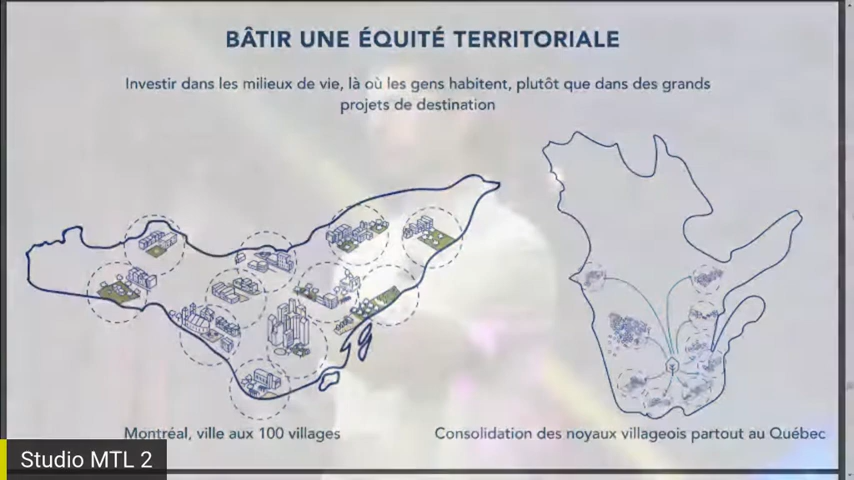 BÂTIR UNE ÉQUITÉ TERRITORIALE
Investir dans les milieux de vie, là où les gens habitent, plutôt que dans des grands
projets de destination
Montréal, ville aux 100 villages
Consolidation des noyaux villageois partout au Québec
Studio MTL 2